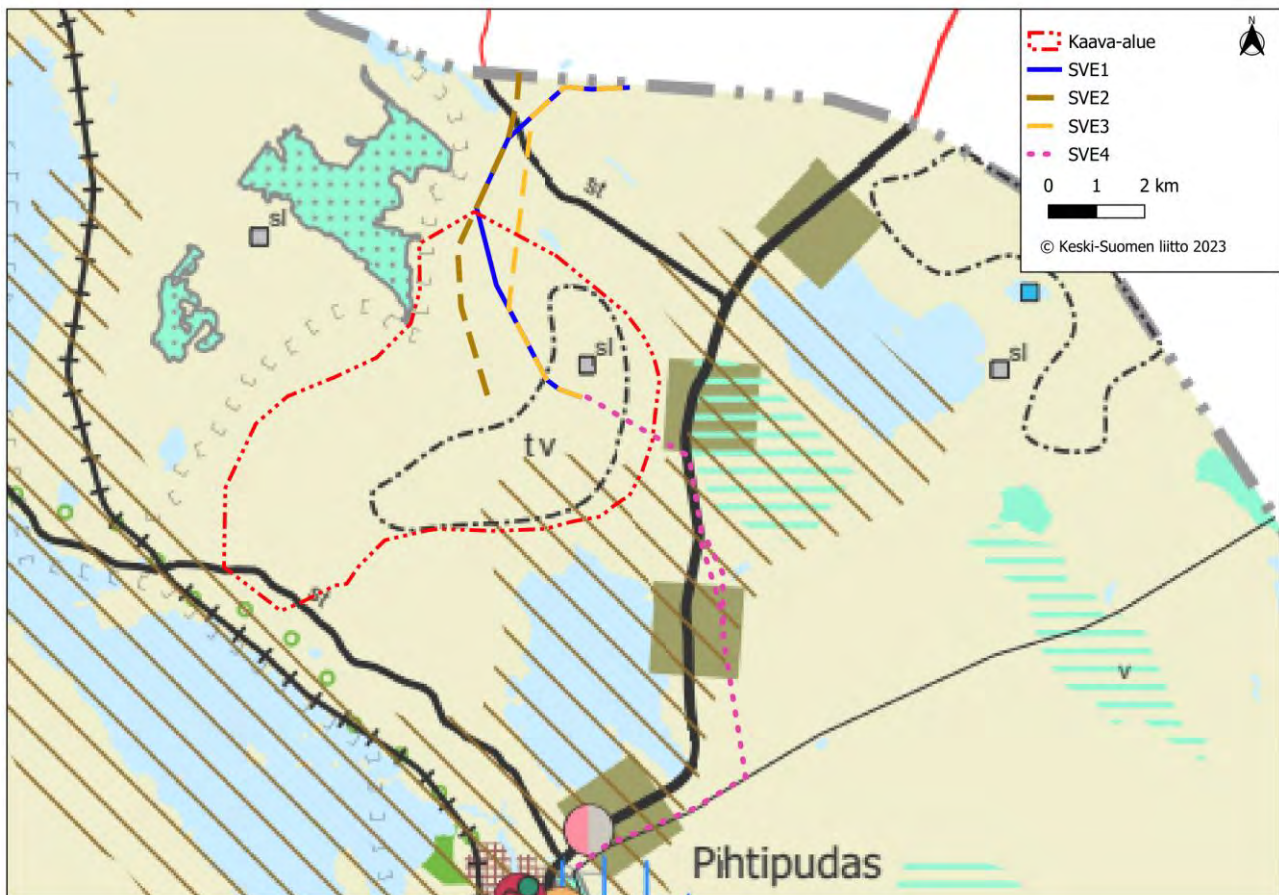 N
Kaava-alue
SVE1
SVE2
SVE3
SVE4
0 1 2 km
© Keski-Suomen liitto 2023
st
sl
sl
sl
tv
v
Pihtipudas